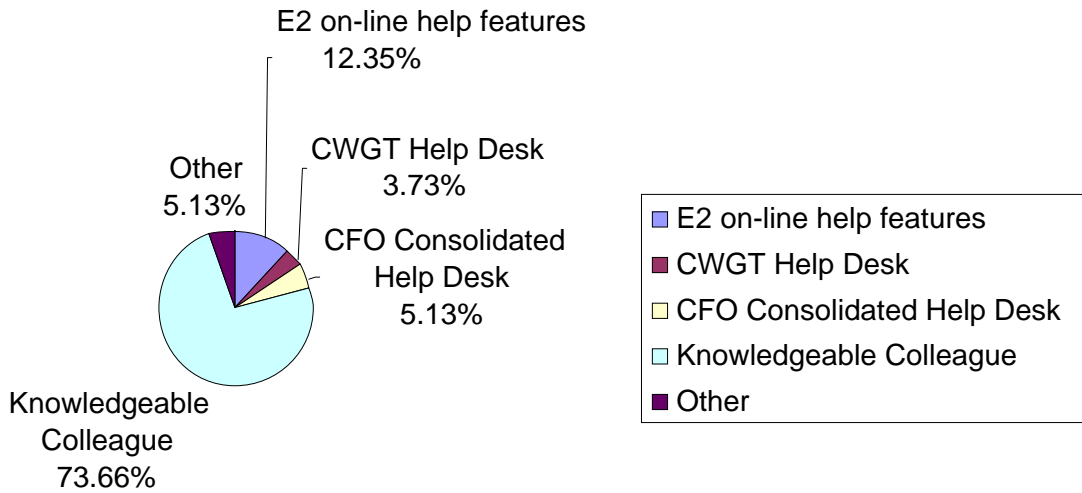 E2 on-line help features
12.35%
CWGT Help Desk
3.73%
Other
5.13%
CFO Consolidated
Help Desk
5.13%
Knowledgeable
Colleague
73.66%
E2 on-line help features
CWGT Help Desk
CFO Consolidated Help Desk
Knowledgeable Colleague
Other